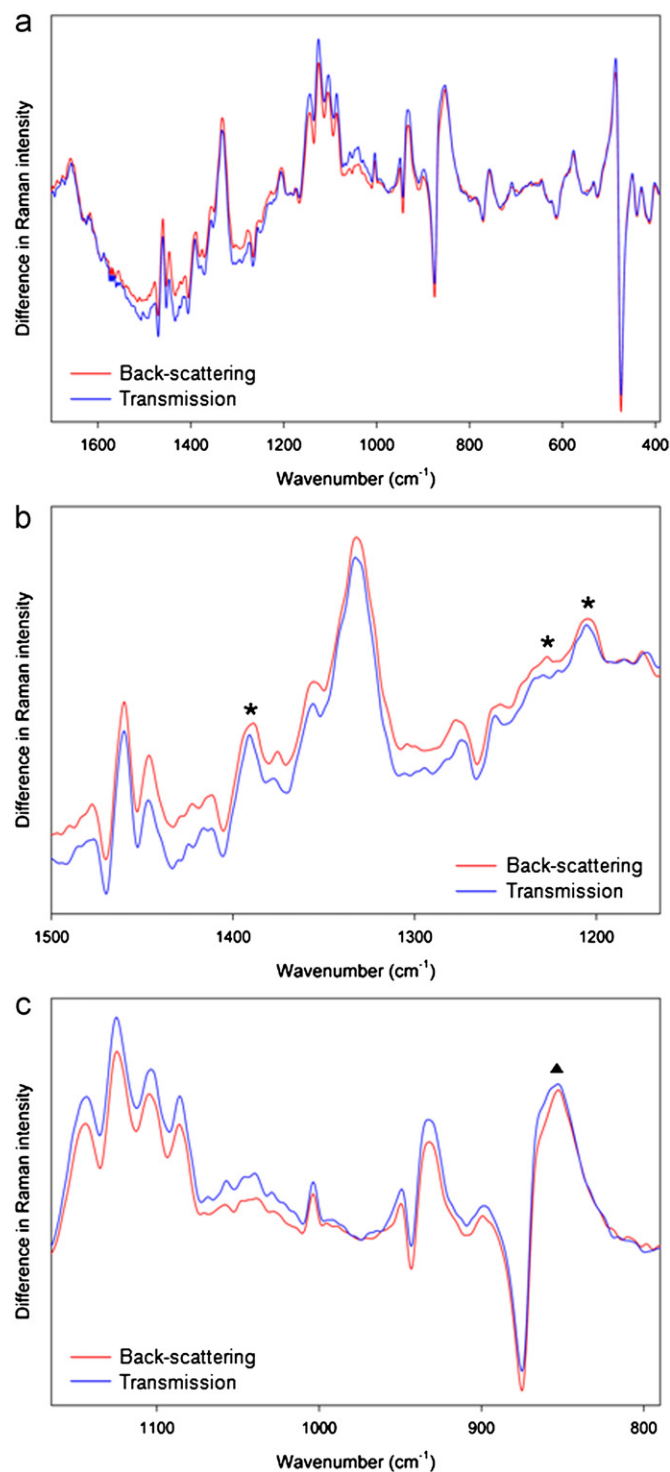 a
Difference in Raman intensity
Back-scattering
Transmission
1600 1400 1200 1000 800 600 400
Wavenumber (cm⁻¹)
b
Difference in Raman intensity
*
*
*
Back-scattering
Transmission
1500 1400 1300 1200
Wavenumber (cm⁻¹)
c
Difference in Raman intensity
▲
Back-scattering
Transmission
1100 1000 900 800
Wavenumber (cm⁻¹)